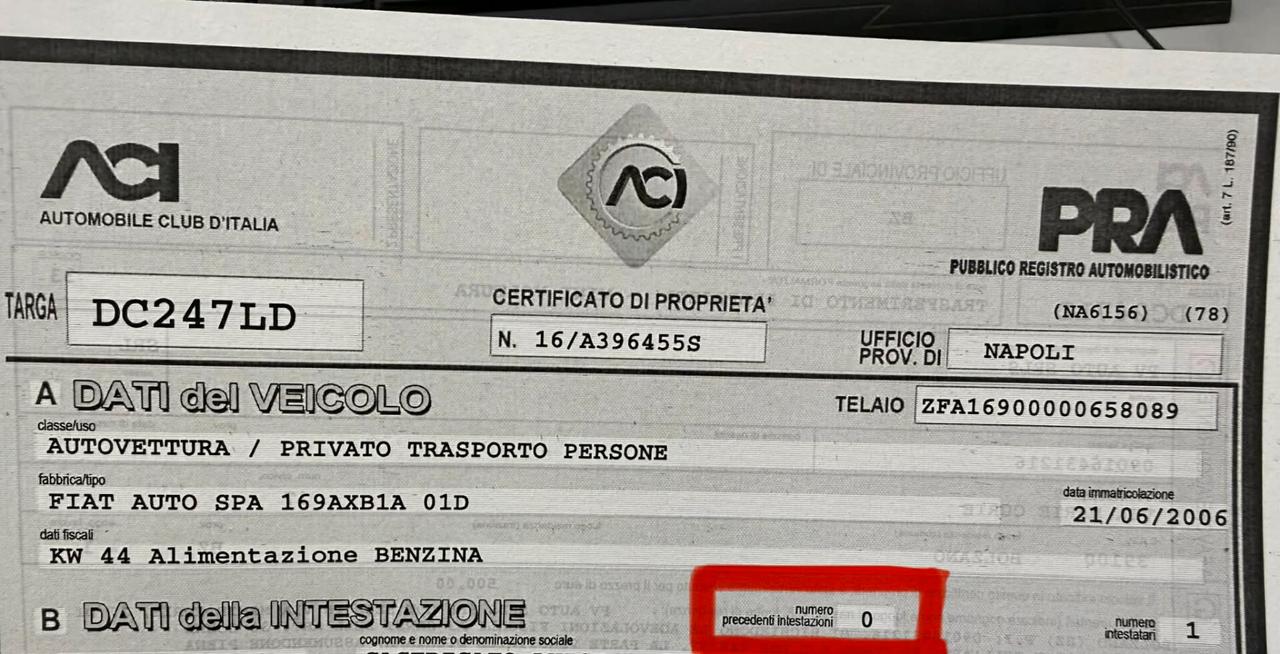 ACI
AUTOMOBILE CLUB D'ITALIA
ACI
(art. 7 L. 187/90)
PRA
PUBBLICO REGISTRO AUTOMOBILISTICO
TARGA DC247LD
CERTIFICATO DI PROPRIETA'
N. 16/A396455S
(NA6156) (78)
UFFICIO
PROV. DI NAPOLI
A DATI del VEICOLO
TELAIO ZFA16900000658089
classe/uso
AUTOVETTURA / PRIVATO TRASPORTO PERSONE
fabbrica/tipo
FIAT AUTO SPA 169AXB1A 01D
data immatricolazione
21/06/2006
dati fiscali
KW 44 Alimentazione BENZINA
B DATI della INTESTAZIONE
numero
precedenti intestazioni 0
numero
intestatari 1
cognome e nome o denominazione sociale